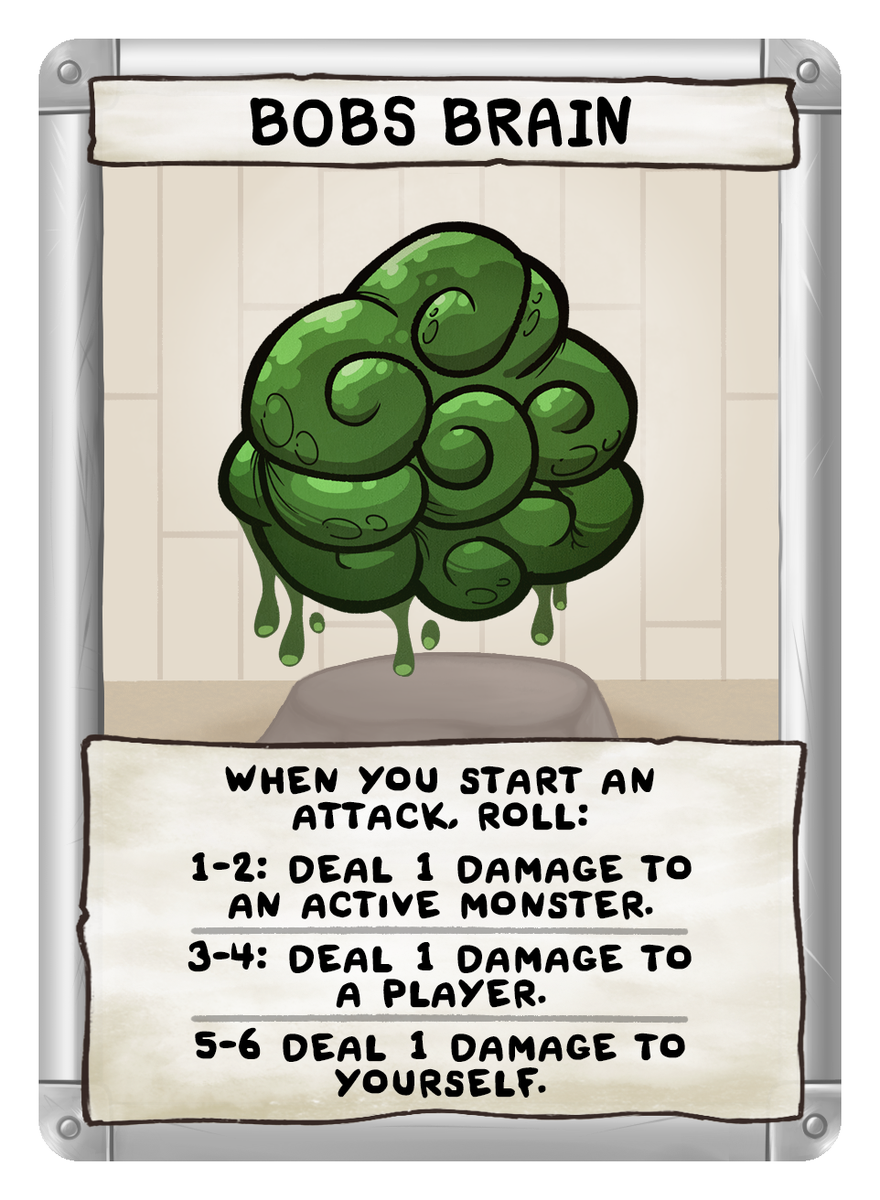 BOBS BRAIN
WHEN YOU START AN
ATTACK, ROLL:
1-2: DEAL 1 DAMAGE TO
AN ACTIVE MONSTER.
3-4: DEAL 1 DAMAGE TO
A PLAYER.
5-6 DEAL 1 DAMAGE TO
YOURSELF.